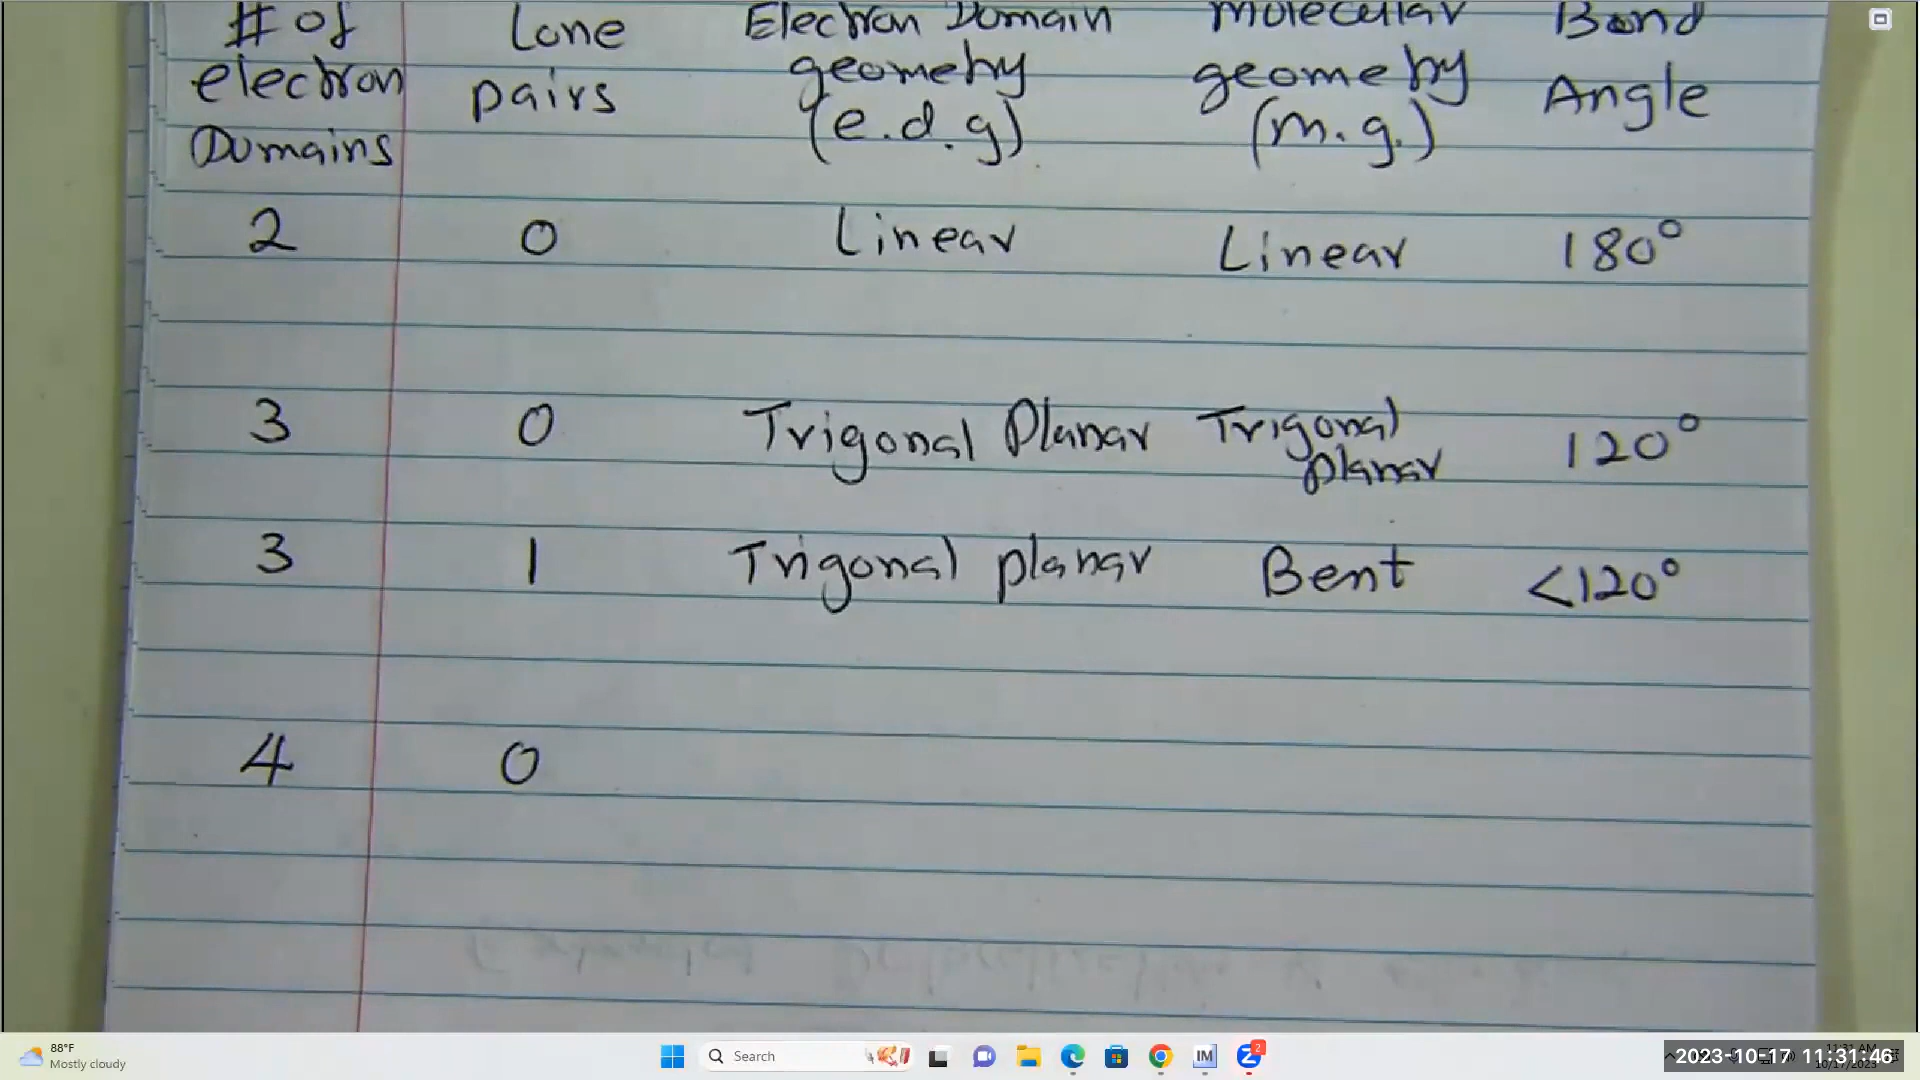 # of Lone Electron Domain Molecular Bond
electron pairs geometry geometry Angle
Domains (e.d.g) (m.g.)
2 0 Linear Linear 180°
3 0 Trigonal Planar Trigonal planar 120°
3 1 Trigonal planar Bent <120°
4 0
88°F
Mostly cloudy
Search
IM
Z
2
2023-10-17 11:31:46